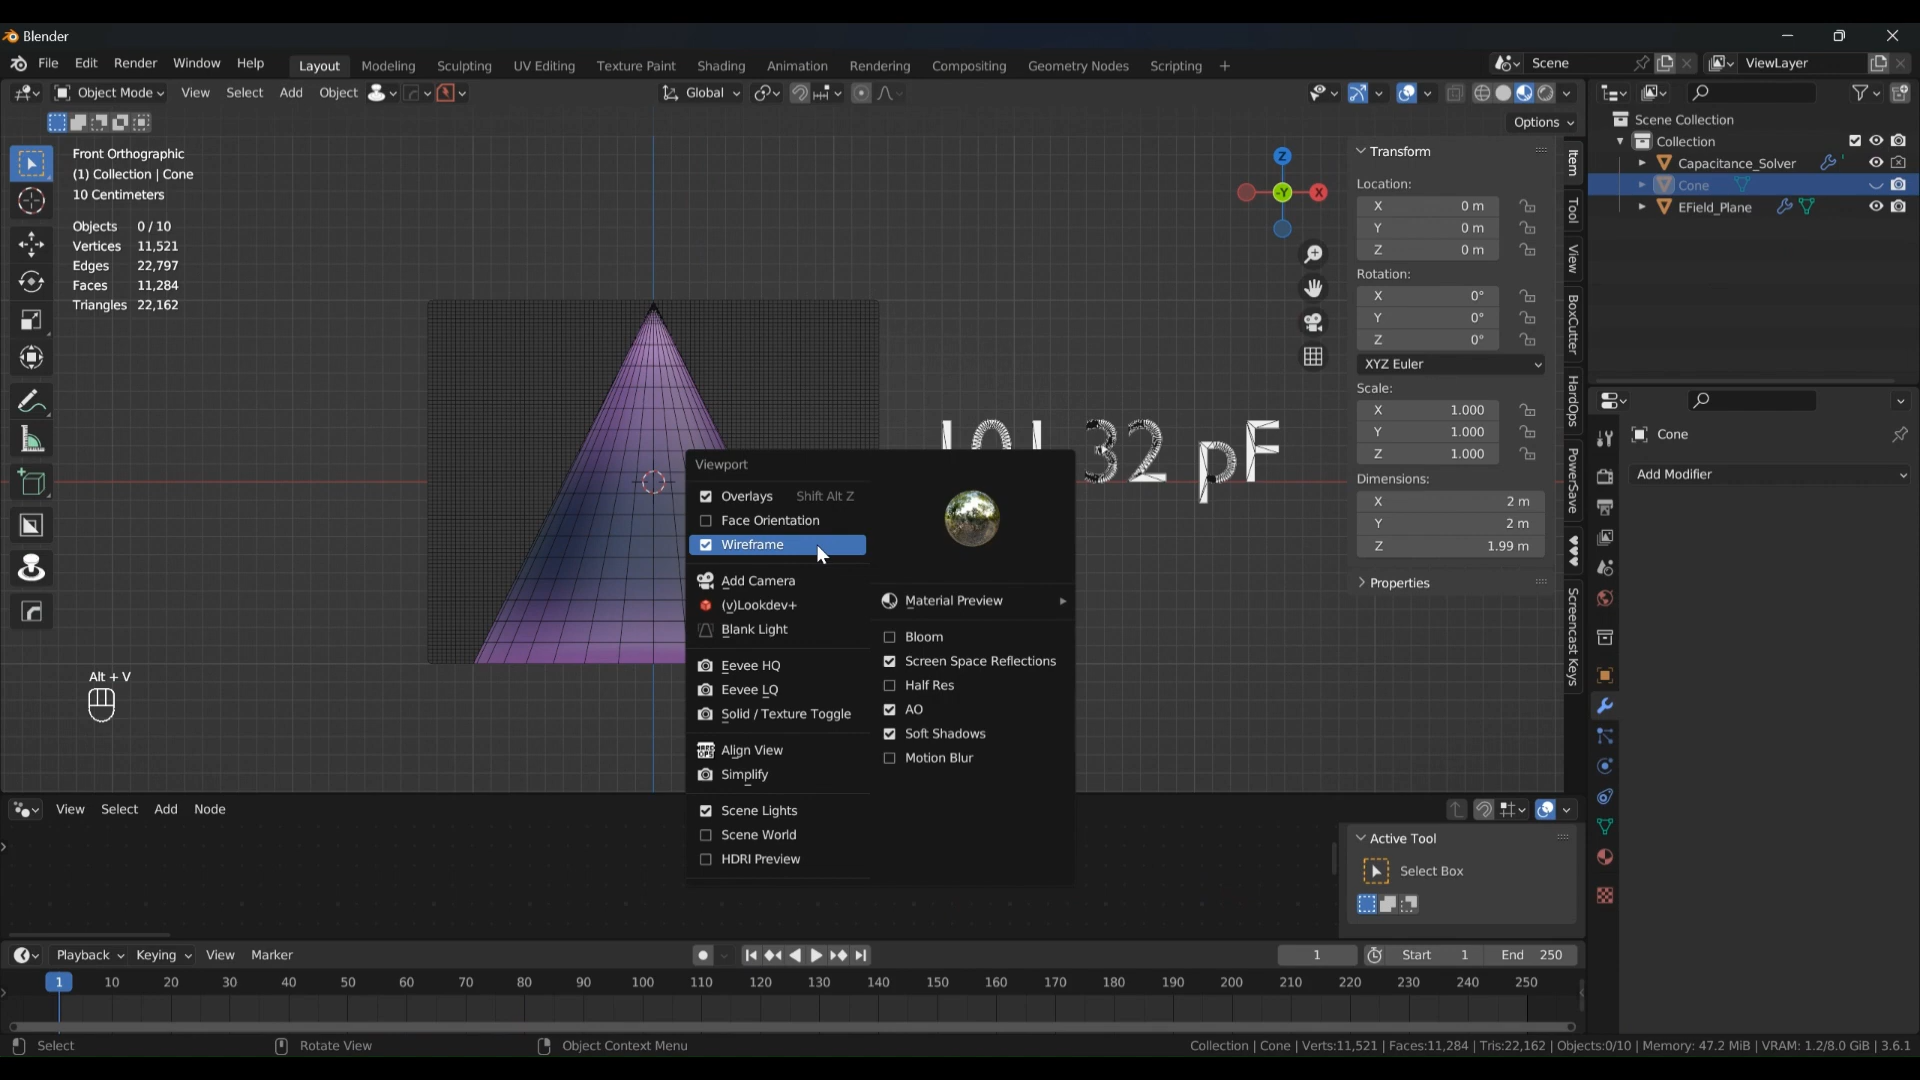 Blender
File Edit Render Window Help Layout Modeling Sculpting UV Editing Texture Paint Shading Animation Rendering Compositing Geometry Nodes Scripting + Scene ViewLayer
Object Mode View Select Add Object Global
Options
Front Orthographic
(1) Collection | Cone
10 Centimeters
Objects 0 / 10
Vertices 11,521
Edges 22,797
Faces 11,284
Triangles 22,162
Z
-Y X
32 pF
Alt + V
Viewport
Overlays Shift Alt Z
Face Orientation
Wireframe
Add Camera
(v)Lookdev+
Blank Light
Eevee HQ
Eevee LQ
Solid / Texture Toggle
Align View
Simplify
Scene Lights
Scene World
HDRI Preview
Material Preview
Bloom
Screen Space Reflections
Half Res
AO
Soft Shadows
Motion Blur
Transform
Location:
X 0 m
Y 0 m
Z 0 m
Rotation:
X 0°
Y 0°
Z 0°
XYZ Euler
Scale:
X 1.000
Y 1.000
Z 1.000
Dimensions:
X 2 m
Y 2 m
Z 1.99 m
Properties
Item
Tool
View
BoxCutter
HardOps
PowerSave
♥♥♥
Screencast Keys
Scene Collection
Collection
Capacitance_Solver
Cone
EField_Plane
Cone
Add Modifier
View Select Add Node
Active Tool
Select Box
Playback Keying View Marker 1 Start 1 End 250
1 10 20 30 40 50 60 70 80 90 100 110 120 130 140 150 160 170 180 190 200 210 220 230 240 250
Select Rotate View Object Context Menu Collection | Cone | Verts:11,521 | Faces:11,284 | Tris:22,162 | Objects:0/10 | Memory: 47.2 MiB | VRAM: 1.2/8.0 GiB | 3.6.1